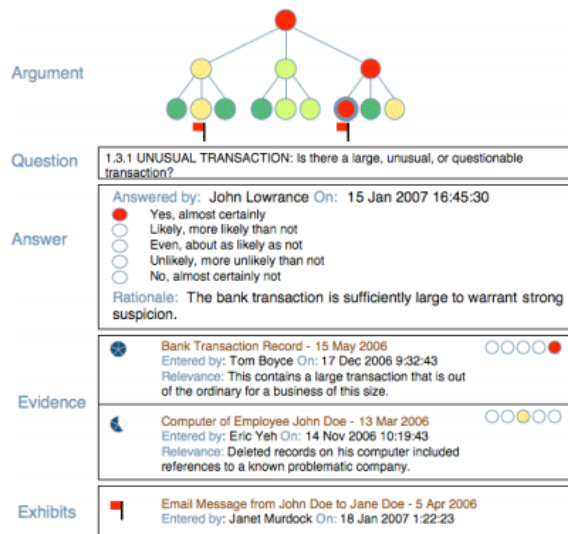 Argument
Question
1.3.1 UNUSUAL TRANSACTION: Is there a large, unusual, or questionable
transaction?
Answer
Answered by: John Lowrance On: 15 Jan 2007 16:45:30
Yes, almost certainly
Likely, more likely than not
Even, about as likely as not
Unlikely, more unlikely than not
No, almost certainly not
Rationale: The bank transaction is sufficiently large to warrant strong
suspicion.
Evidence
Bank Transaction Record - 15 May 2006
Entered by: Tom Boyce On: 17 Dec 2006 9:32:43
Relevance: This contains a large transaction that is out
of the ordinary for a business of this size.
Computer of Employee John Doe - 13 Mar 2006
Entered by: Eric Yeh On: 14 Nov 2006 10:19:43
Relevance: Deleted records on his computer included
references to a known problematic company.
Exhibits
Email Message from John Doe to Jane Doe - 5 Apr 2006
Entered by: Janet Murdock On: 18 Jan 2007 1:22:23